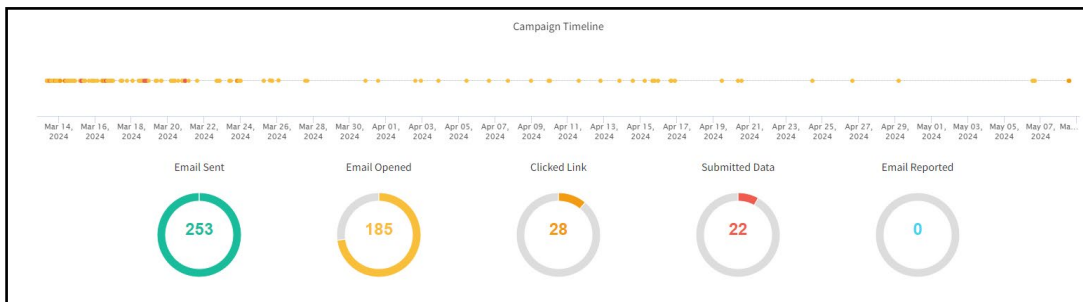 Campaign Timeline
Mar 14, 2024 Mar 16, 2024 Mar 18, 2024 Mar 20, 2024 Mar 22, 2024 Mar 24, 2024 Mar 26, 2024 Mar 28, 2024 Mar 30, 2024 Apr 01, 2024 Apr 03, 2024 Apr 05, 2024 Apr 07, 2024 Apr 09, 2024 Apr 11, 2024 Apr 13, 2024 Apr 15, 2024 Apr 17, 2024 Apr 19, 2024 Apr 21, 2024 Apr 23, 2024 Apr 25, 2024 Apr 27, 2024 Apr 29, 2024 May 01, 2024 May 03, 2024 May 05, 2024 May 07, 2024 Ma...
Email Sent Email Opened Clicked Link Submitted Data Email Reported
253 185 28 22 0